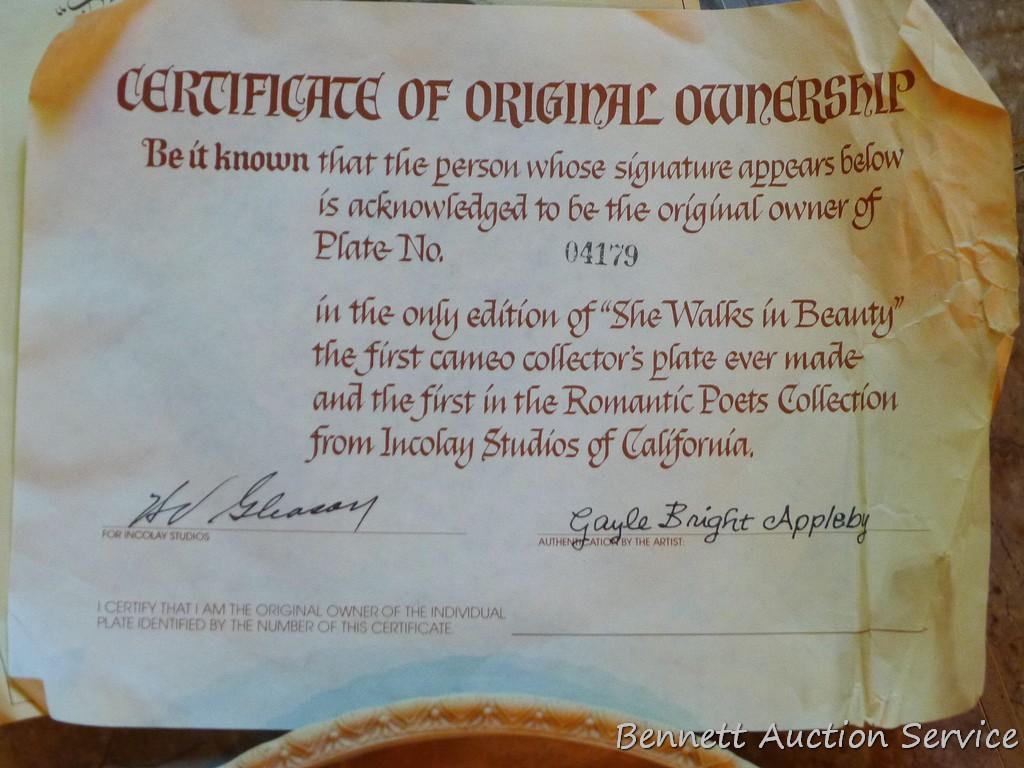 CERTIFICATE OF ORIGINAL OWNERSHIP
Be it known that the person whose signature appears below
is acknowledged to be the original owner of
Plate No. 04179
in the only edition of "She Walks in Beauty"
the first cameo collector's plate ever made
and the first in the Romantic Poets Collection
from Incolay Studios of California.
Gleason
FOR INCOLAY STUDIOS
Gayle Bright Appleby
AUTHENTICATION BY THE ARTIST:
I CERTIFY THAT I AM THE ORIGINAL OWNER OF THE INDIVIDUAL
PLATE IDENTIFIED BY THE NUMBER OF THIS CERTIFICATE.
Bennett Auction Service